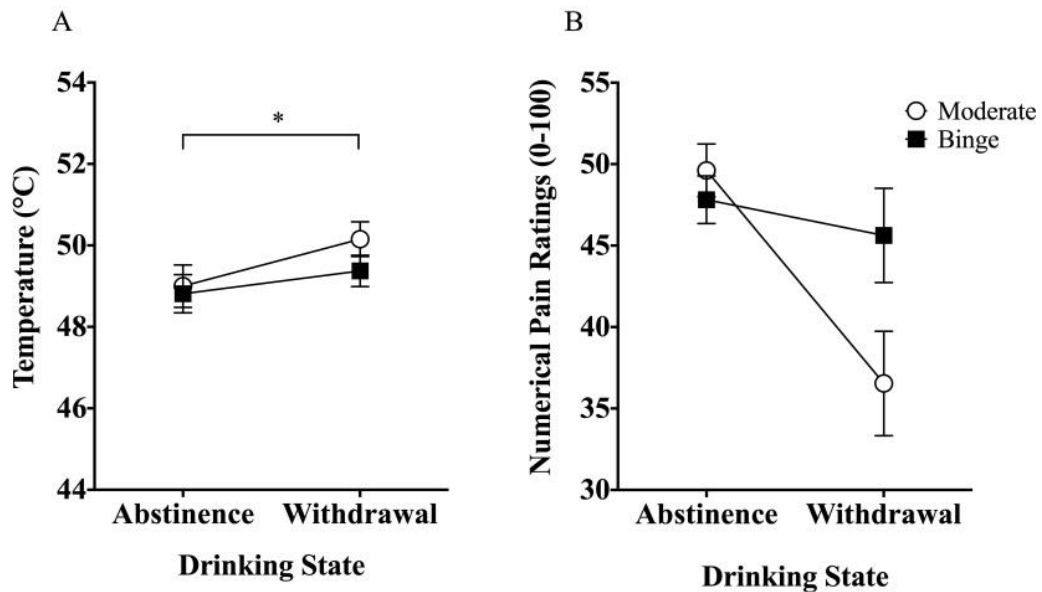 A
Temperature (°C)
54
52
50
48
46
44
*
Abstinence Withdrawal
Drinking State
B
Numerical Pain Ratings (0-100)
55
50
45
40
35
30
Moderate
Binge
Abstinence Withdrawal
Drinking State